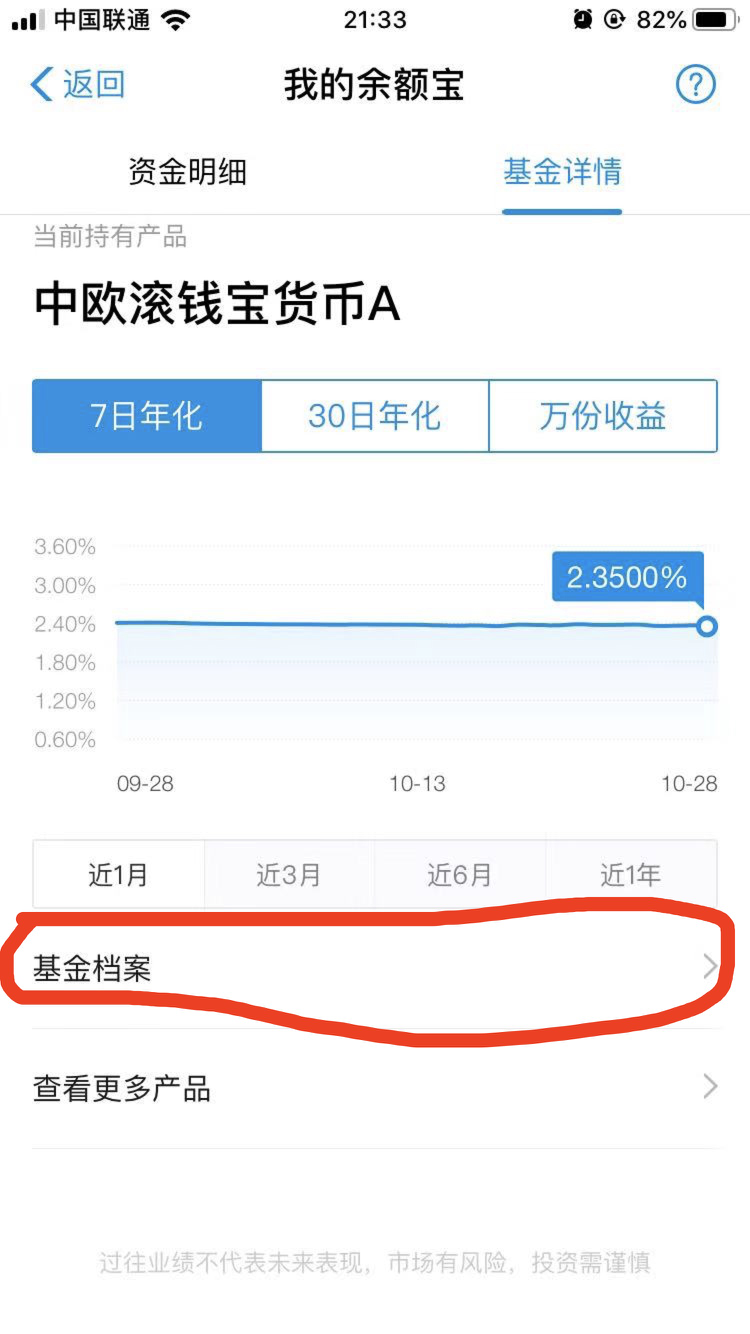 中国联通 21:33 82%
返回 我的余额宝 ?
资金明细 基金详情
当前持有产品
中欧滚钱宝货币A
7日年化 30日年化 万份收益
3.60%
2.3500%
3.00%
2.40%
1.80%
1.20%
0.60%
09-28 10-13 10-28
近1月 近3月 近6月 近1年
基金档案
查看更多产品
过往业绩不代表未来表现，市场有风险，投资需谨慎